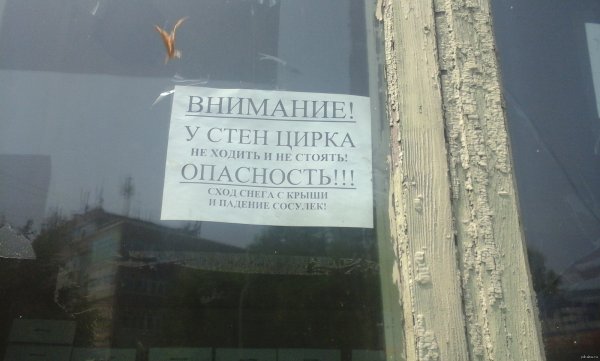 ВНИМАНИЕ!
У СТЕН ЦИРКА
НЕ ХОДИТЬ И НЕ СТОЯТЬ!
ОПАСНОСТЬ!!!
СХОД СНЕГА С КРЫШИ
И ПАДЕНИЕ СОСУЛЕК!